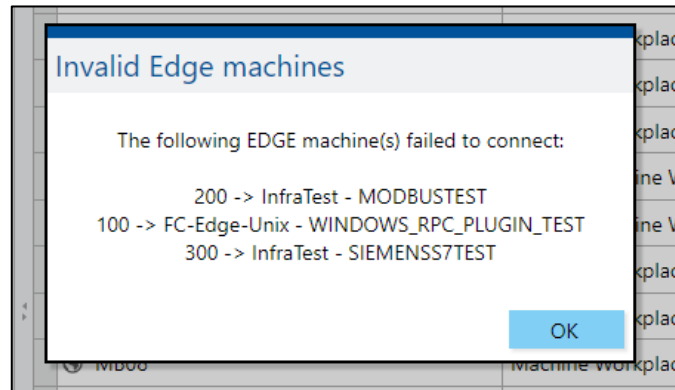 Invalid Edge machines
The following EDGE machine(s) failed to connect:
200 -> InfraTest - MODBUSTEST
100 -> FC-Edge-Unix - WINDOWS_RPC_PLUGIN_TEST
300 -> InfraTest - SIEMENSS7TEST
OK